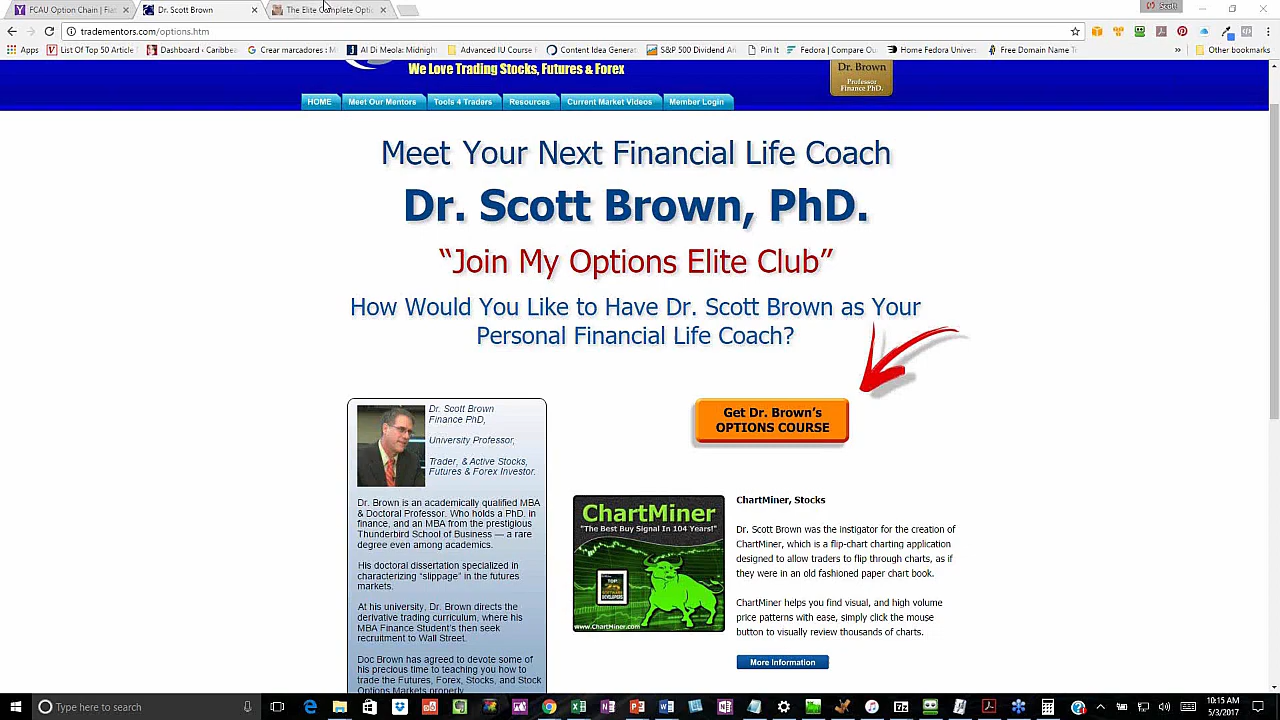 FCAU Option Chain | Fia
Dr. Scott Brown
The Elite Complete Optio
Scott
tradementors.com/options.htm
Apps
List Of Top 50 Article
Dashboard ‹ Caribbe
Crear marcadores : M
Al Di Meola Midnigh
Advanced IU Course
Content Idea Generat
S&P 500 Dividend Ari
Pin It
Fedora | Compare Ou
Home Fedora Univers
Free Domain Name Tr
Other bookmarks
We Love Trading Stocks, Futures & Forex
Dr. Brown
Professor
Finance PhD.
HOME
Meet Our Mentors
Tools 4 Traders
Resources
Current Market Videos
Member Login
Meet Your Next Financial Life Coach
Dr. Scott Brown, PhD.
“Join My Options Elite Club”
How Would You Like to Have Dr. Scott Brown as Your
Personal Financial Life Coach?
Dr. Scott Brown
Finance PhD,
University Professor,
Trader, & Active Stocks,
Futures & Forex Investor.
Dr. Brown is an academically qualified MBA
& Doctoral Professor. Who holds a PhD, in
finance, and an MBA from the prestigious
Thunderbird School of Business — a rare
degree even among academics.
His doctoral dissertation specialized in
characterizing “slippage” in the futures
markets.
At his university, Dr. Brown directs the
derivative trading curriculum, where his
MBA Finance Student's then seek
recruitment to Wall Street.
Doc Brown has agreed to devote some of
his precious time to teaching you how to
trade the Futures, Forex, Stocks, and Stock
Options Markets properly.
Get Dr. Brown's
OPTIONS COURSE
ChartMiner
"The Best Buy Signal In 104 Years!"
TOP
www.ChartMiner.com
ChartMiner, Stocks
Dr. Scott Brown was the instigator for the creation of
ChartMiner, which is a flip-chart charting application
designed to allow traders to flip through charts, as if
they were in an old fashioned paper chart book.
ChartMiner helps you find visual, and high volume
price patterns with ease, simply click the mouse
button to visually review thousands of charts.
More Information
Type here to search
10:15 AM
5/3/2017